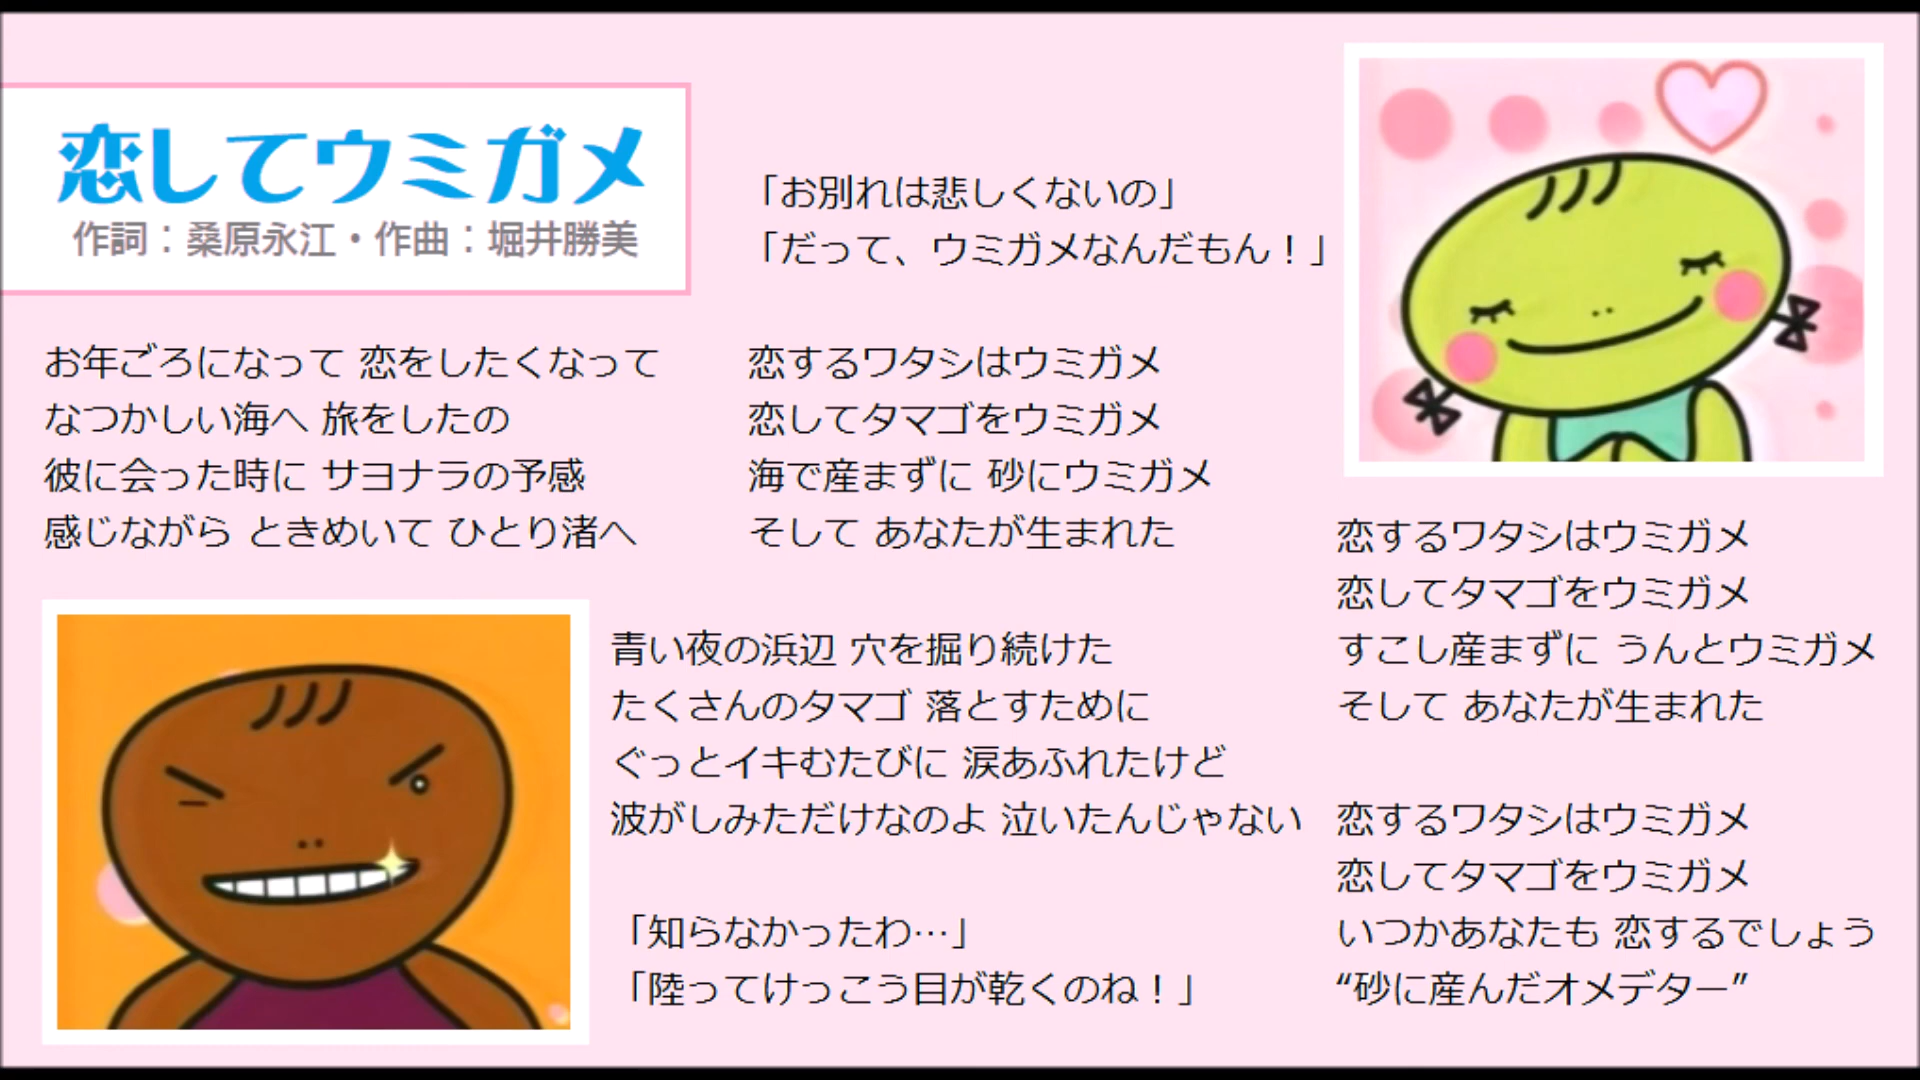 恋してウミガメ
作詞：桑原永江・作曲：堀井勝美
お年ごろになって 恋をしたくなって
なつかしい海へ 旅をしたの
彼に会った時に サヨナラの予感
感じながら ときめいて ひとり渚へ
「お別れは悲しくないの」
「だって、ウミガメなんだもん！」
恋するワタシはウミガメ
恋してタマゴをウミガメ
海で産まずに 砂にウミガメ
そして あなたが生まれた
青い夜の浜辺 穴を掘り続けた
たくさんのタマゴ 落とすために
ぐっとイキむたびに 涙あふれたけど
波がしみただけなのよ 泣いたんじゃない
「知らなかったわ…」
「陸ってけっこう目が乾くのね！」
恋するワタシはウミガメ
恋してタマゴをウミガメ
すこし産まずに うんとウミガメ
そして あなたが生まれた
恋するワタシはウミガメ
恋してタマゴをウミガメ
いつかあなたも 恋するでしょう
“砂に産んだオメデター”